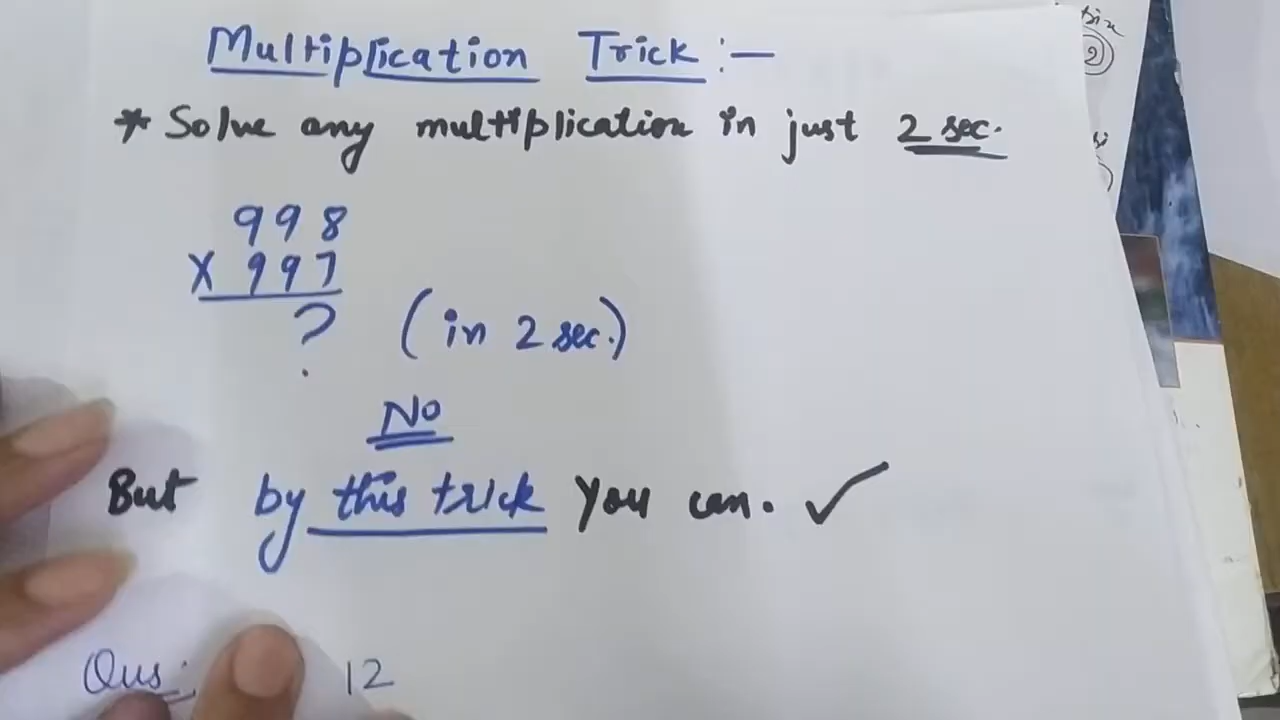 Multiplication Trick :-
* Solve any multiplication in just 2 sec.
998
X 997
? (in 2 sec.)
No
But by this trick you can. ✓
Qus:
12
2